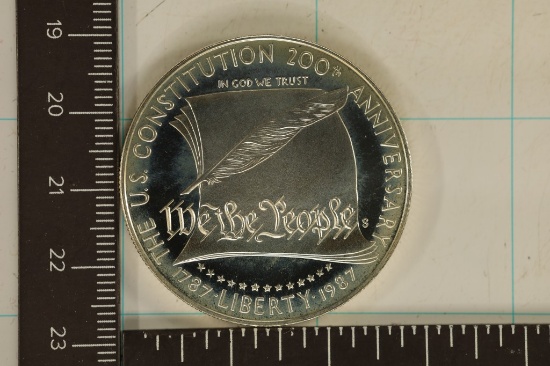 THE U.S. CONSTITUTION 200th ANNIVERSARY
IN GOD WE TRUST
We the People
S
1787·LIBERTY·1987
19
20
21
22
23